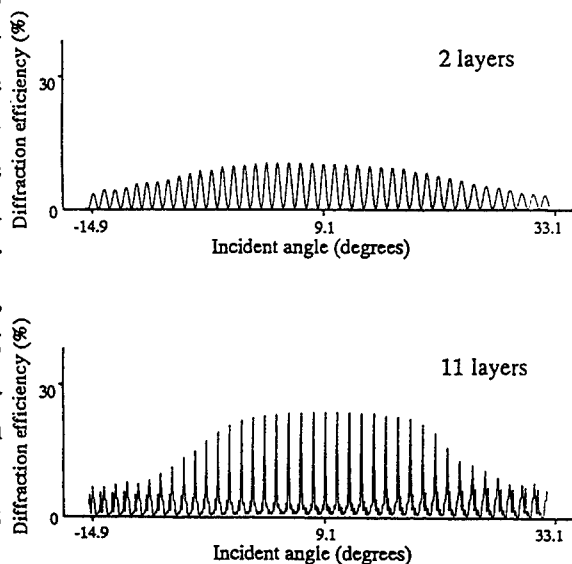 Diffraction efficiency (%)
30
0
2 layers
-14.9
9.1
33.1
Incident angle (degrees)
Diffraction efficiency (%)
30
0
11 layers
-14.9
9.1
33.1
Incident angle (degrees)